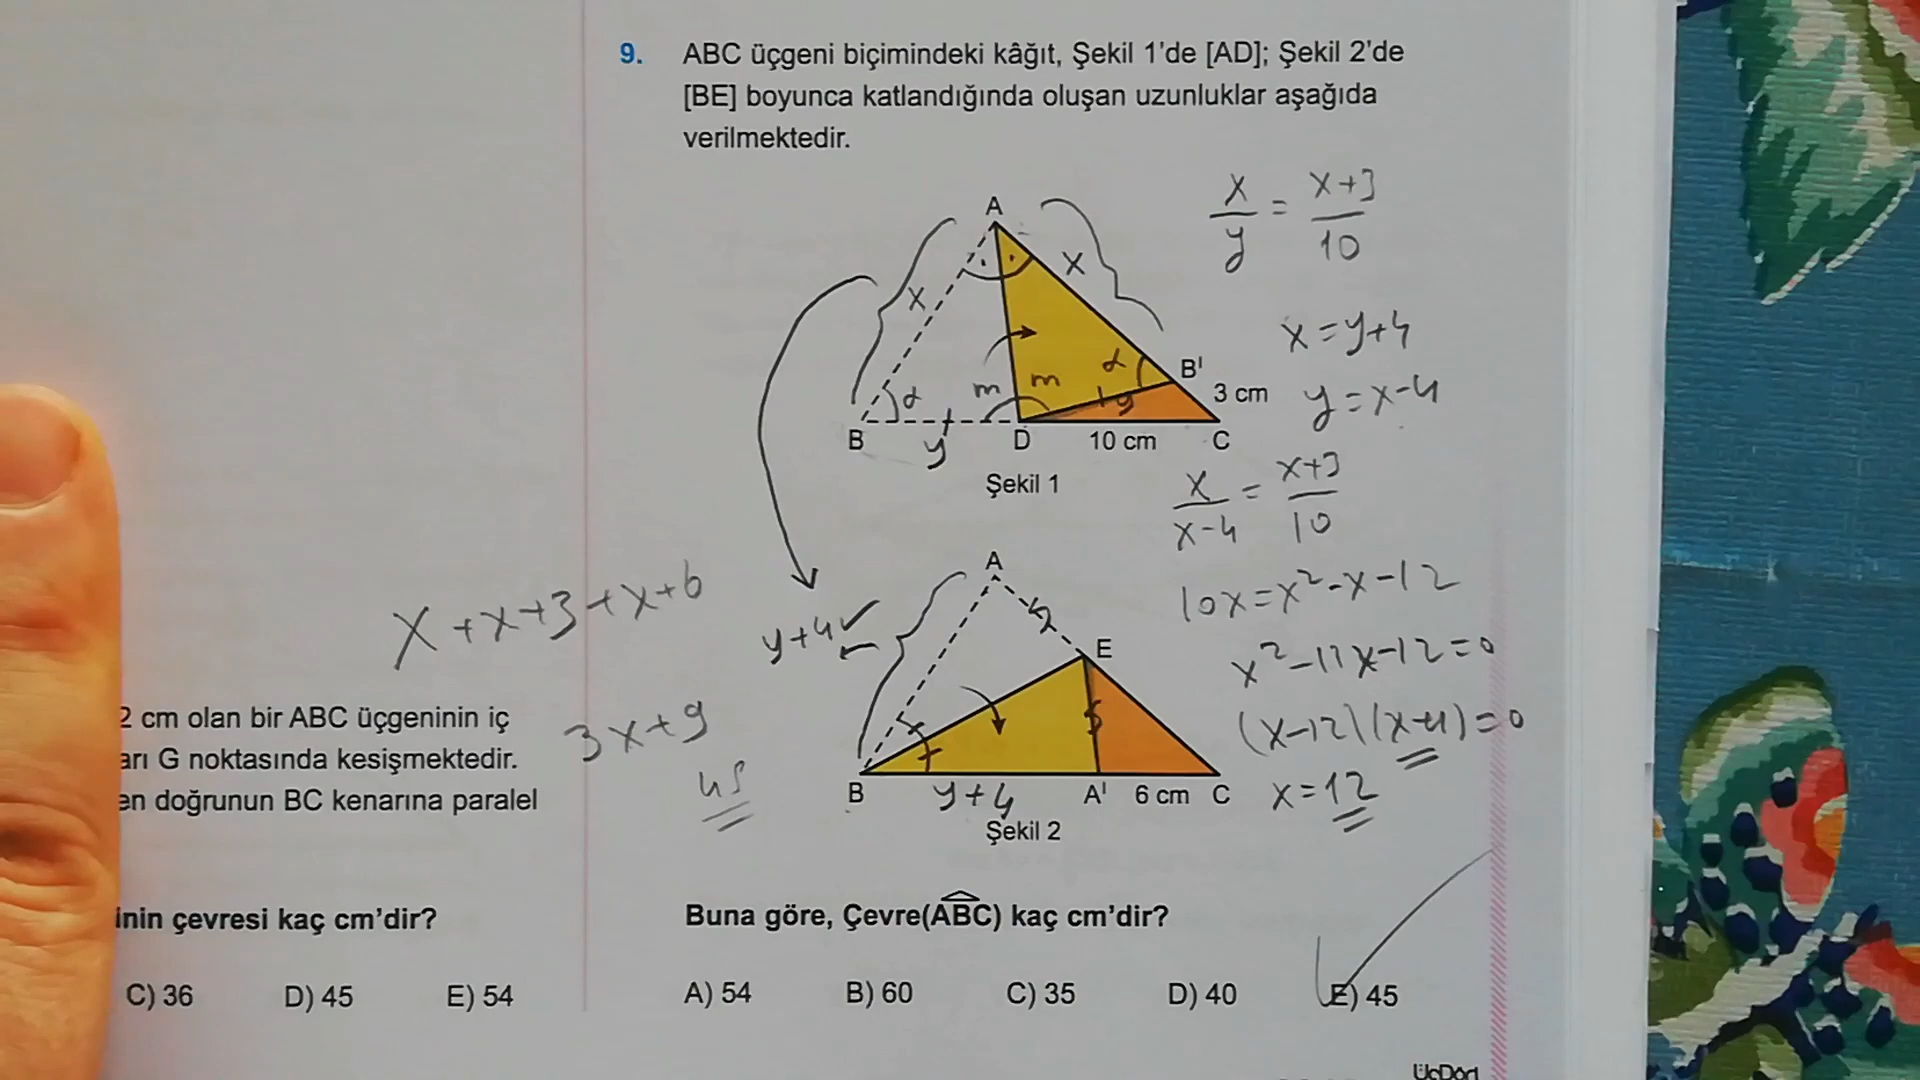 2 cm olan bir ABC üçgeninin iç
arı G noktasında kesişmektedir.
en doğrunun BC kenarına paralel
inin çevresi kaç cm'dir?
C) 36 D) 45 E) 54
9. ABC üçgeni biçimindeki kâğıt, Şekil 1'de [AD]; Şekil 2'de
[BE] boyunca katlandığında oluşan uzunluklar aşağıda
verilmektedir.
A
x
x
α
m
m
α
B'
3 cm
y
B
y
D
10 cm
C
Şekil 1
x/y = x+3/10
x = y+4
y = x-4
x/x-4 = x+3/10
10x = x²-x-12
x²-11x-12=0
x=12
A
y+4
E
B
y+4
A'
6 cm
C
Şekil 2
x+x+3+x+6
3x+9
45
Buna göre, Çevre(ABC) kaç cm'dir?
A) 54 B) 60 C) 35 D) 40 E) 45
ÜçDört